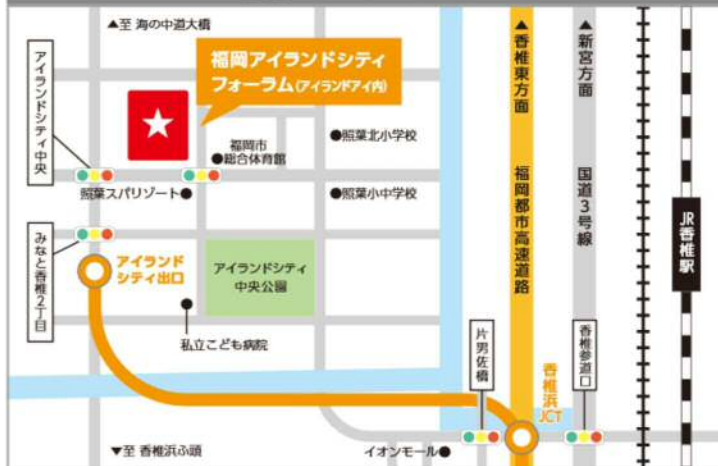 ▲至 海の中道大橋
アイランドシティ中央
福岡アイランドシティ
フォーラム(アイランドアイ内)
福岡市
●総合体育館
●照葉北小学校
照葉スパリゾート●
●照葉小中学校
みなと香椎2丁目
アイランド
シティ出口
アイランドシティ
中央公園
私立こども病院
▲香椎東方面
福岡都市高速道路
▲新宮方面
国道3号線
JR香椎駅
片男佐橋
香椎浜
JCT
香椎参道口
▼至 香椎浜ふ頭
イオンモール●